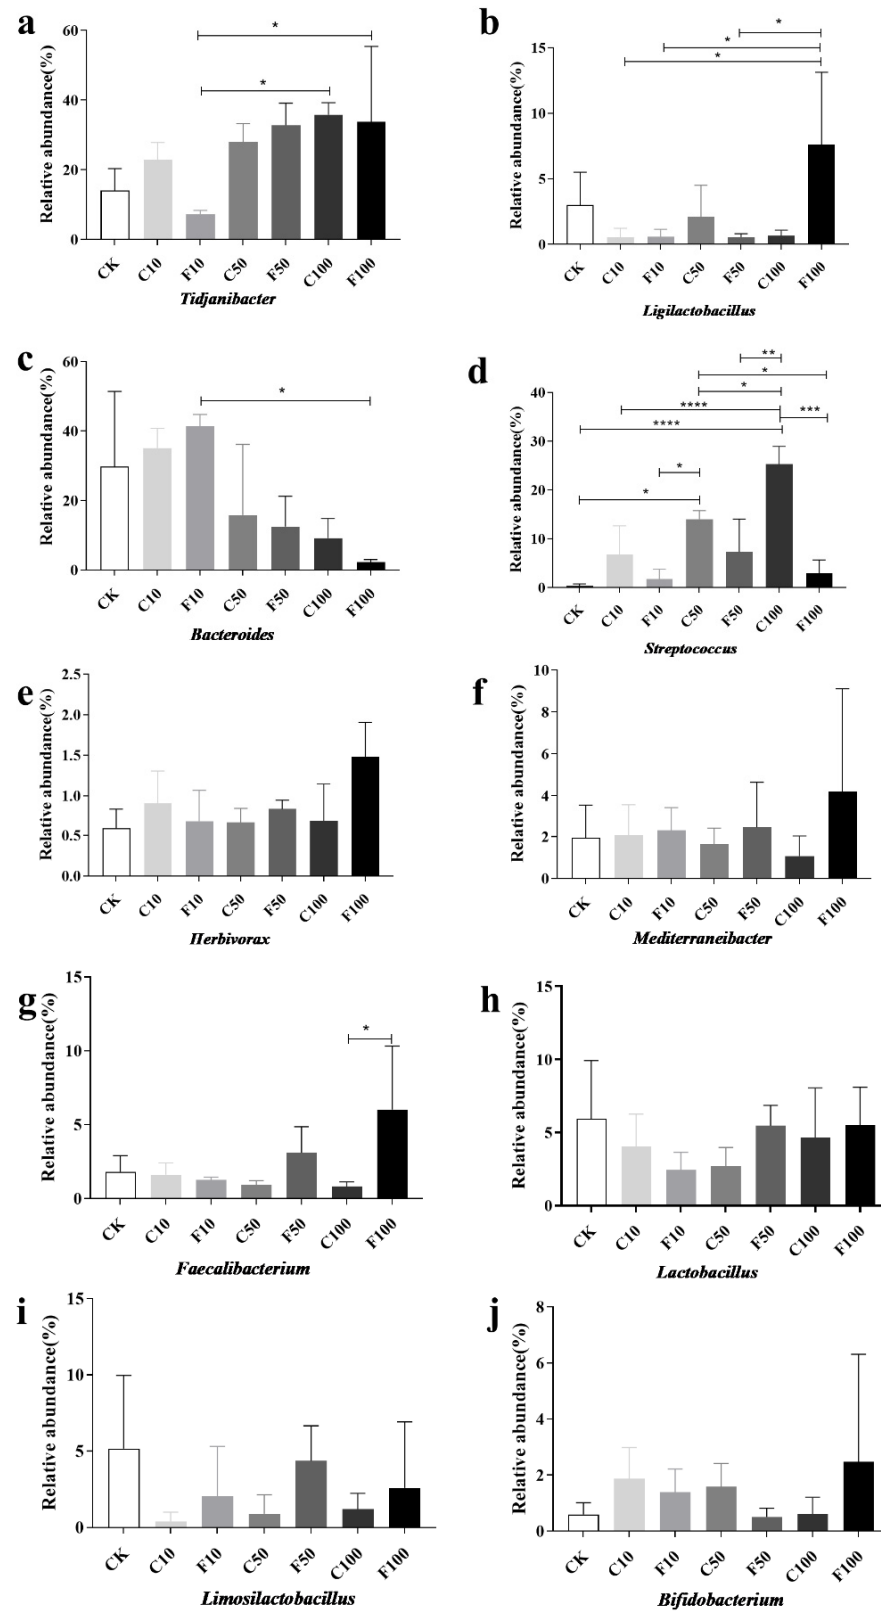 a
Relative abundance(%)
60
40
20
0
*
*
CK
C10
F10
C50
F50
C100
F100
Tidjanibacter
b
Relative abundance(%)
15
10
5
0
*
*
*
CK
C10
F10
C50
F50
C100
F100
Ligilactobacillus
c
Relative abundance(%)
60
40
20
0
*
CK
C10
F10
C50
F50
C100
F100
Bacteroides
d
Relative abundance(%)
40
30
20
10
0
**
*
*
****
***
****
*
*
CK
C10
F10
C50
F50
C100
F100
Streptococcus
e
Relative abundance(%)
2.5
2.0
1.5
1.0
0.5
0.0
CK
C10
F10
C50
F50
C100
F100
Herbivorax
f
Relative abundance(%)
10
8
6
4
2
0
CK
C10
F10
C50
F50
C100
F100
Mediterraneibacter
g
Relative abundance(%)
15
10
5
0
*
CK
C10
F10
C50
F50
C100
F100
Faecalibacterium
h
Relative abundance(%)
15
10
5
0
CK
C10
F10
C50
F50
C100
F100
Lactobacillus
i
Relative abundance(%)
15
10
5
0
CK
C10
F10
C50
F50
C100
F100
Limosilactobacillus
j
Relative abundance(%)
8
6
4
2
0
CK
C10
F10
C50
F50
C100
F100
Bifidobacterium